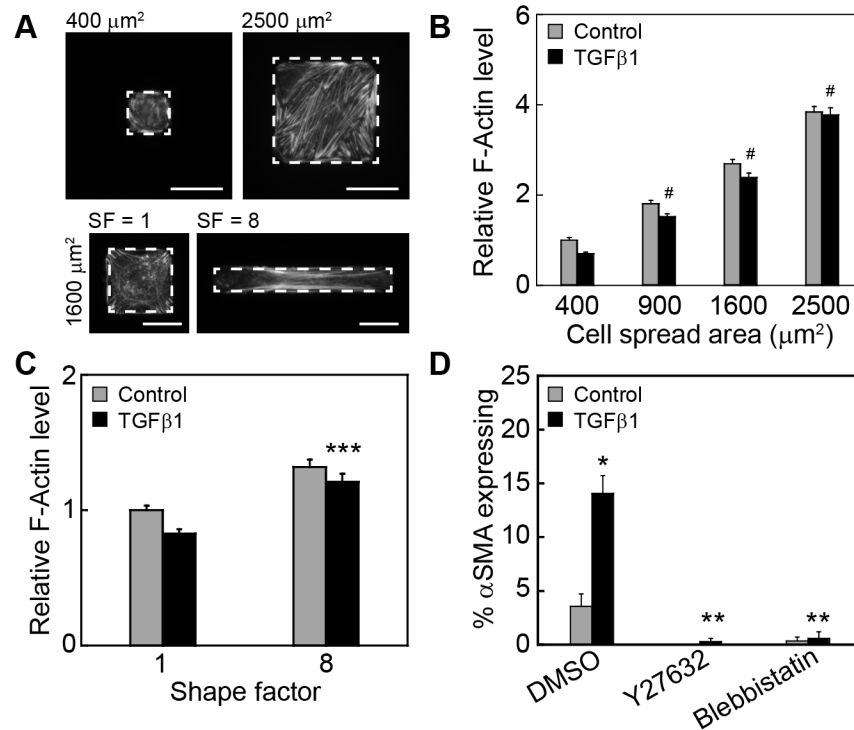 A
400 μm²
2500 μm²
SF = 1
SF = 8
1600 μm²
B
Control
TGFβ1
Relative F-Actin level
6
4
2
0
#
#
#
400
900
1600
2500
Cell spread area (μm²)
C
Control
TGFβ1
Relative F-Actin level
2
1
0
***
1
8
Shape factor
D
Control
TGFβ1
% αSMA expressing
25
20
15
10
5
0
*
**
**
DMSO
Y27632
Blebbistatin